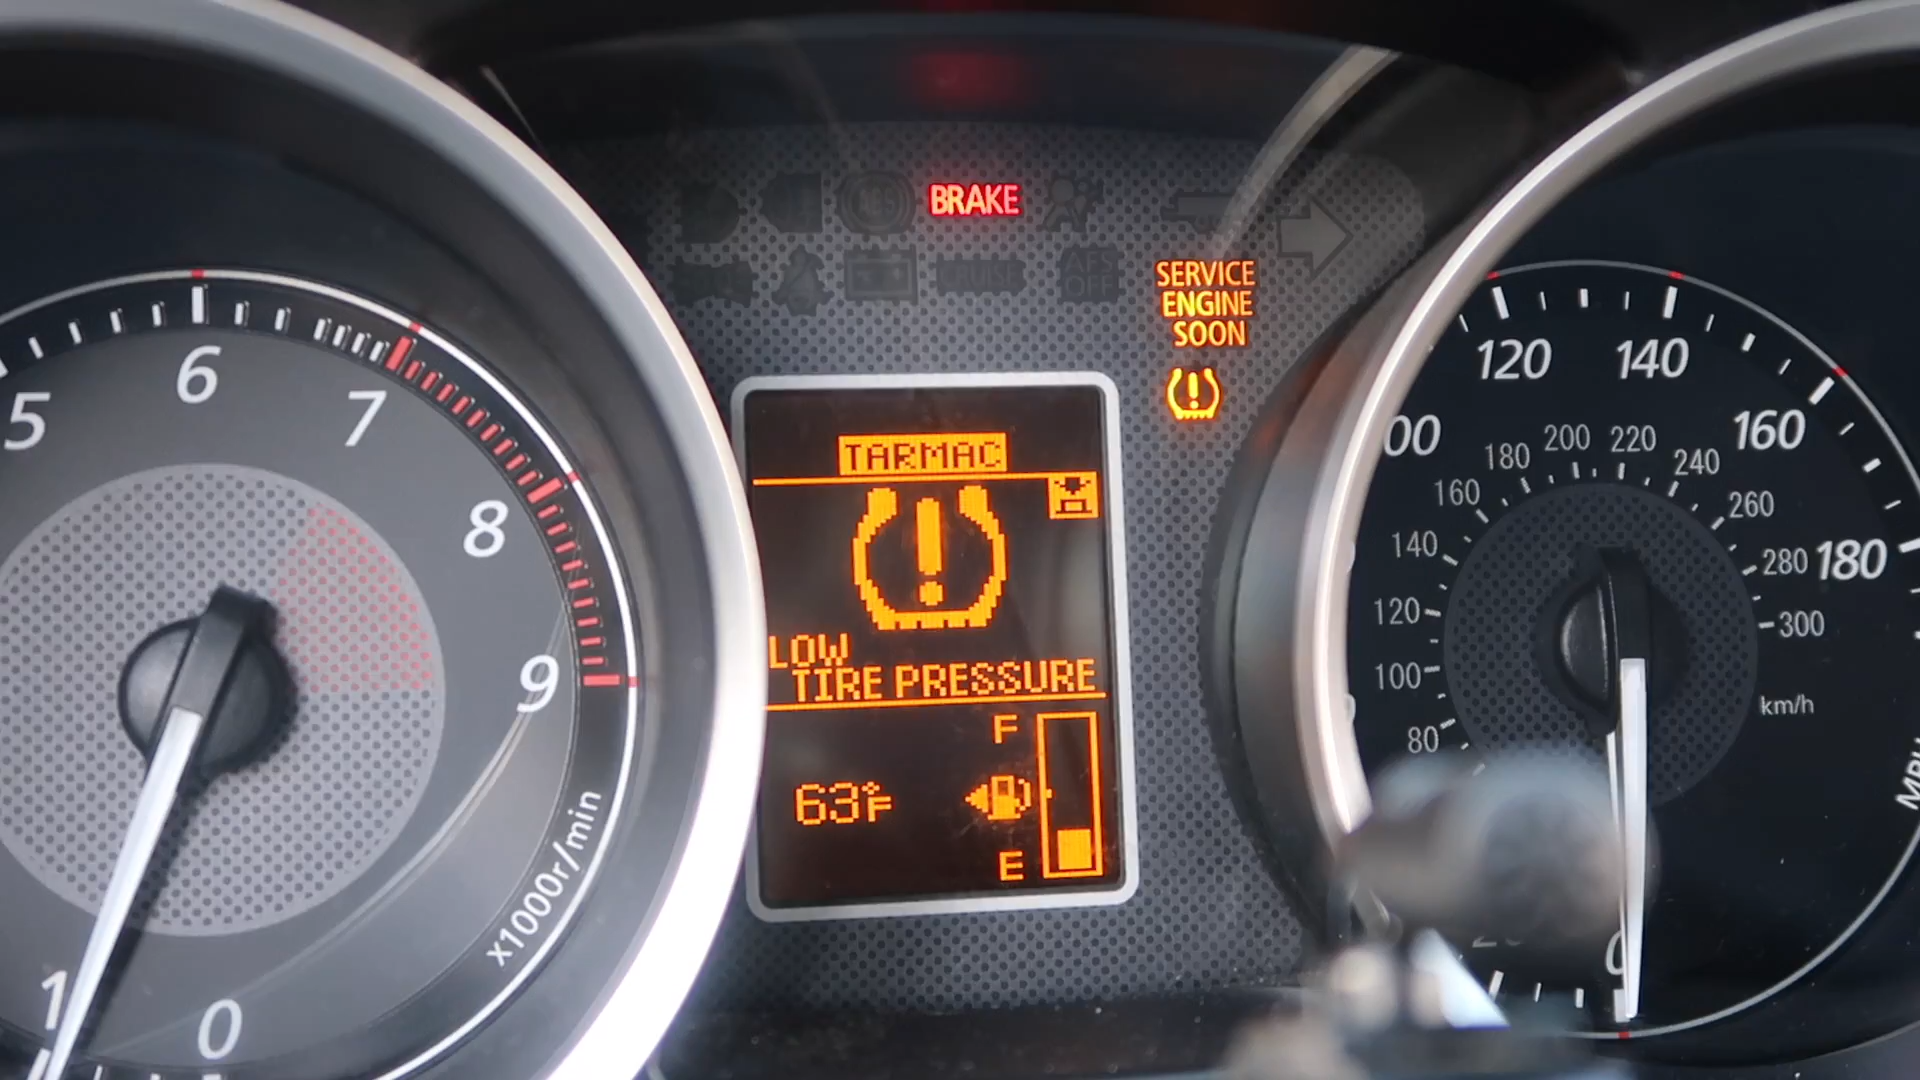 BRAKE
AFS
OFF
CRUISE
SERVICE
ENGINE
SOON
5
6
7
8
9
1
0
x1000r/min
TARMAC
LOW
TIRE PRESSURE
63°F
F
E
00
120
140
160
180
80
100
120
140
160
180
200
220
240
260
280
300
km/h
0